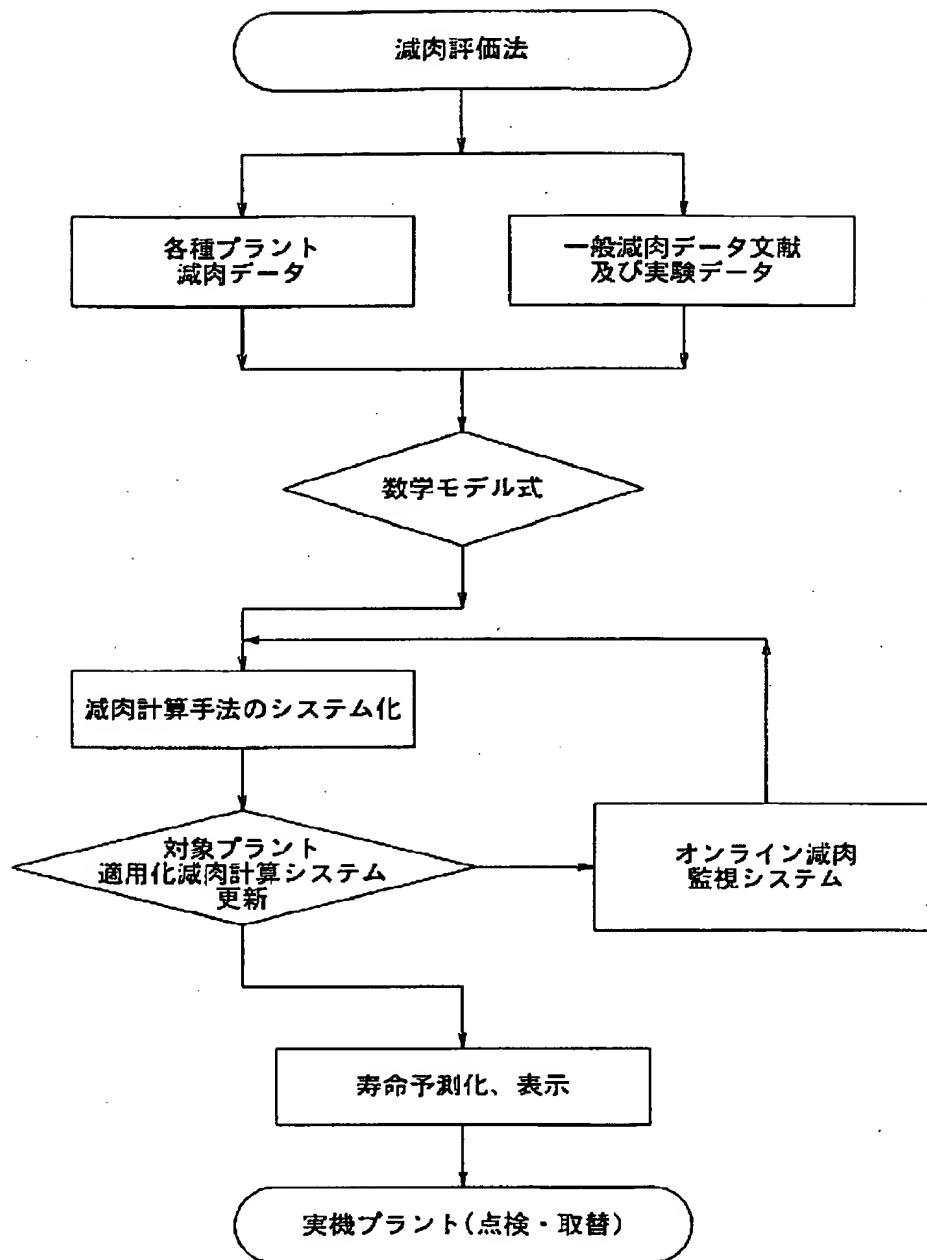 減肉評価法
各種プラント
減肉データ
一般減肉データ文献
及び実験データ
数学モデル式
減肉計算手法のシステム化
対象プラント
適用化減肉計算システム
更新
オンライン減肉
監視システム
寿命予測化、表示
実機プラント(点検・取替)